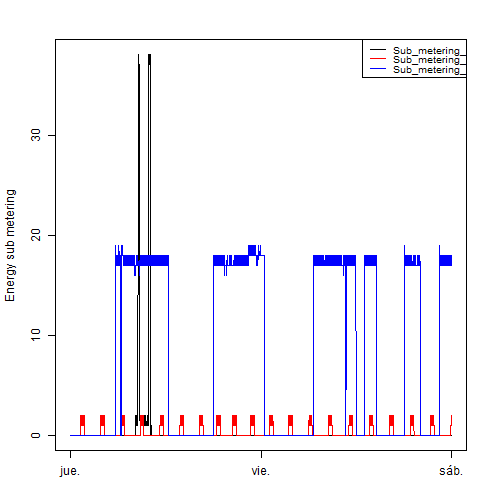 Sub_metering_
Sub_metering_
Sub_metering_
Energy sub metering
30
20
10
0
jue.
vie.
sáb.